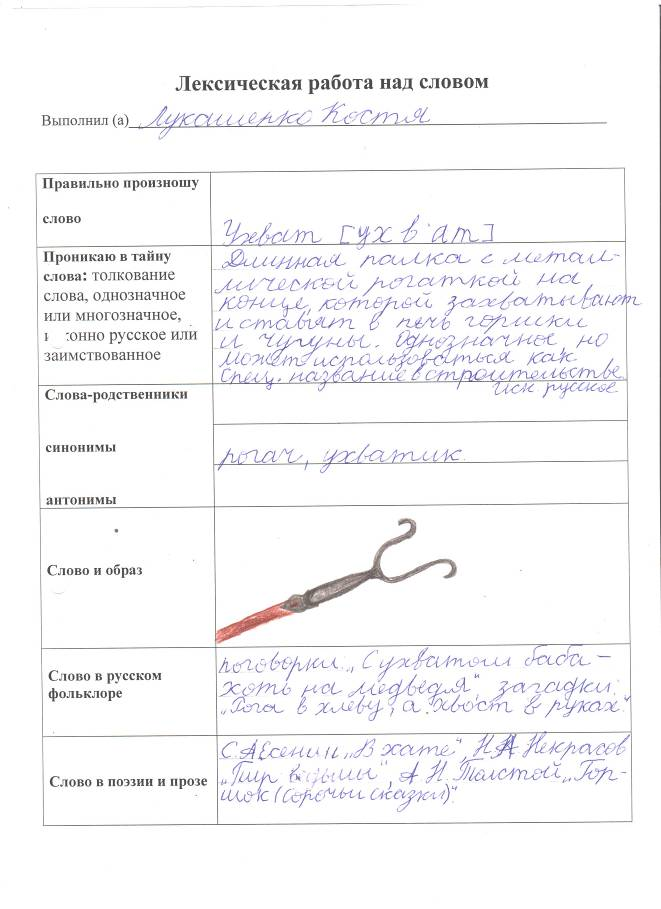 Лексическая работа над словом
Выполнил (а) Лукашенко Костя
Правильно произношу
слово
Ухват [ух в ат]
Проникаю в тайну
слова: толкование
слова, однозначное
или многозначное,
конно русское или
заимствованное
Длинная палка с метал-
лической рогаткой на
конце, которой захватывают
и ставят в печь горшки
и чугуны. Однозначное но
может использоваться как
спец. название в строительстве
иск русское
Слова-родственники
синонимы
рогач, ухватик.
антонимы
Слово и образ
Слово в русском
фольклоре
поговорки „С ухватом баба –
хоть на медведя", загадки:
„Рога в хлеву, а хвост в руках".
Слово в поэзии и прозе
С.А Есенин „В хате", Н.А Некрасов
„Пир ведьмы", А Н. Толстой „Гор-
шок (Сорочьи сказки)".